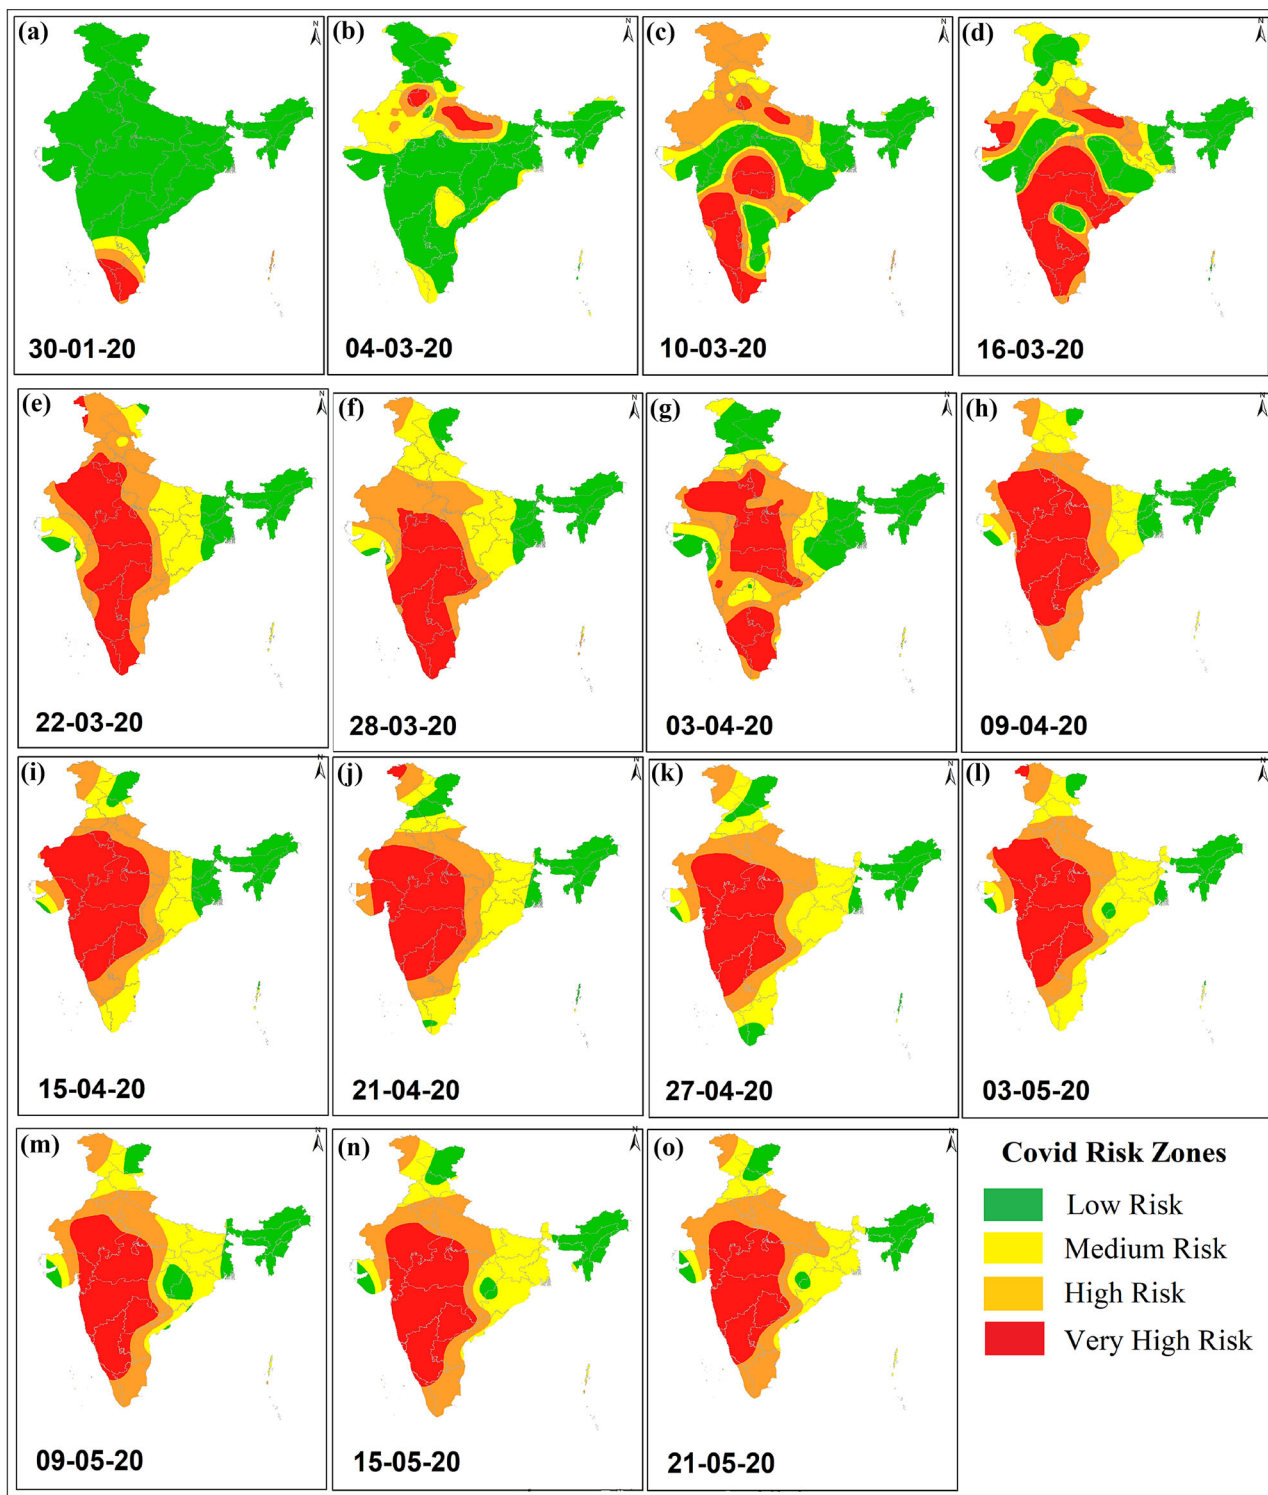 (a)
N
30-01-20
(b)
N
04-03-20
(c)
N
10-03-20
(d)
N
16-03-20
(e)
N
22-03-20
(f)
N
28-03-20
(g)
N
03-04-20
(h)
N
09-04-20
(i)
N
15-04-20
(j)
N
21-04-20
(k)
N
27-04-20
(l)
N
03-05-20
(m)
N
09-05-20
(n)
N
15-05-20
(o)
N
21-05-20
Covid Risk Zones
Low Risk
Medium Risk
High Risk
Very High Risk